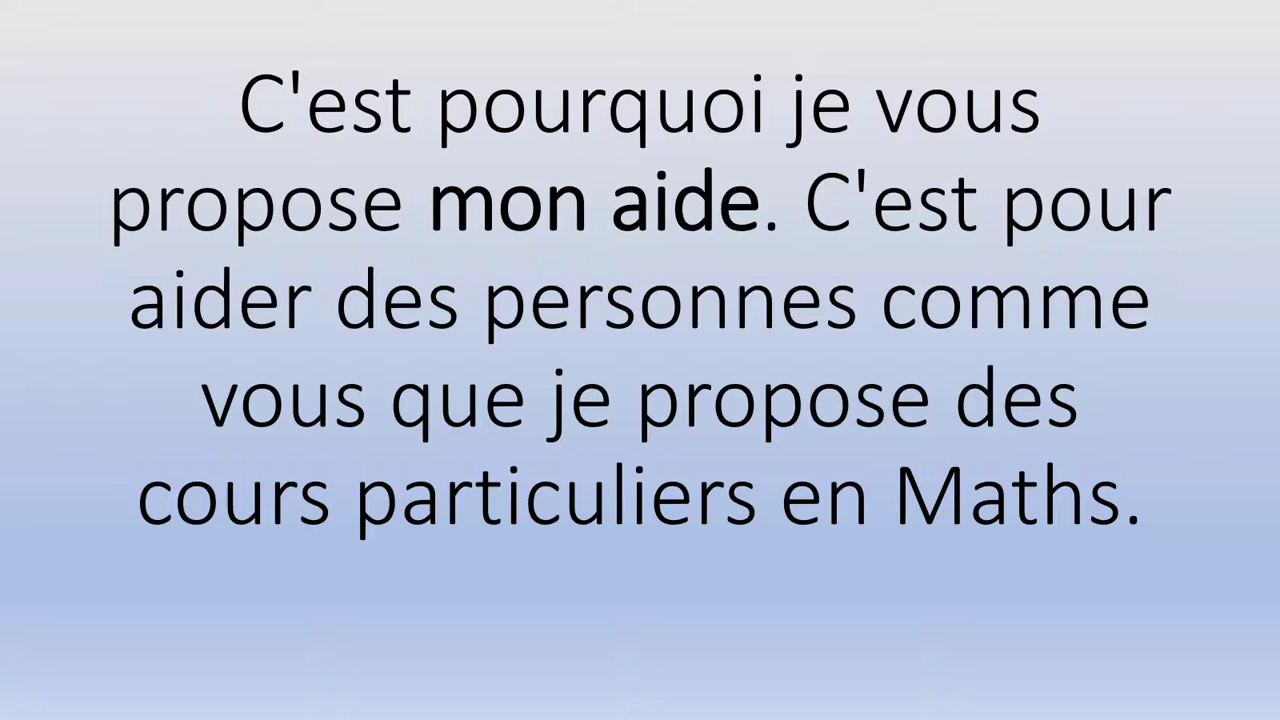 C'est pourquoi je vous
propose mon aide. C'est pour
aider des personnes comme
vous que je propose des
cours particuliers en Maths.